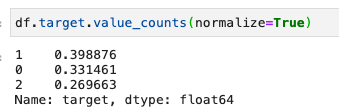 df.target.value_counts(normalize=True)
1    0.398876
0    0.331461
2    0.269663
Name: target, dtype: float64